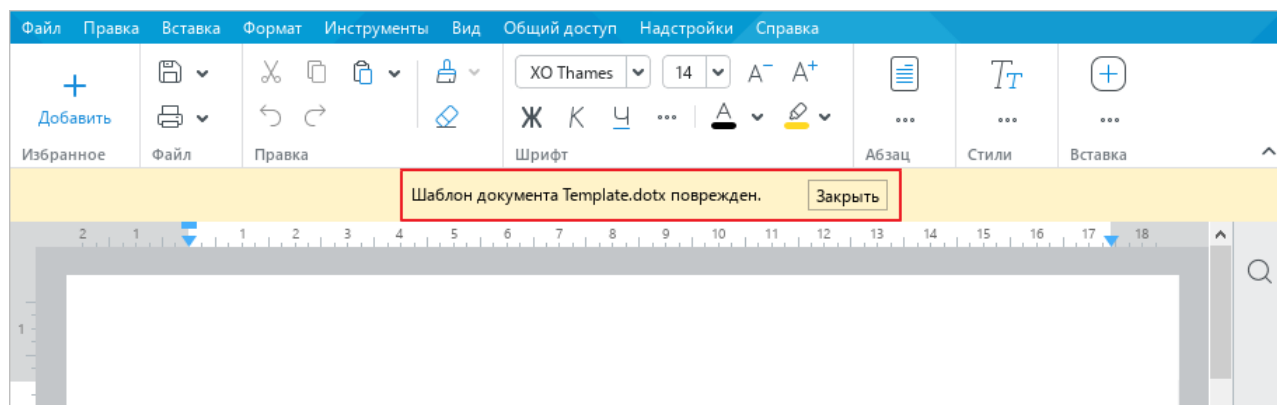 Файл Правка Вставка Формат Инструменты Вид Общий доступ Надстройки Справка
XO Thames 14 A⁻ A⁺ Tт
Добавить Ж К Ч A
Избранное Файл Правка Шрифт Абзац Стили Вставка
Шаблон документа Template.dotx поврежден. Закрыть
2 1 1 2 3 4 5 6 7 8 9 10 11 12 13 14 15 16 17 18
1